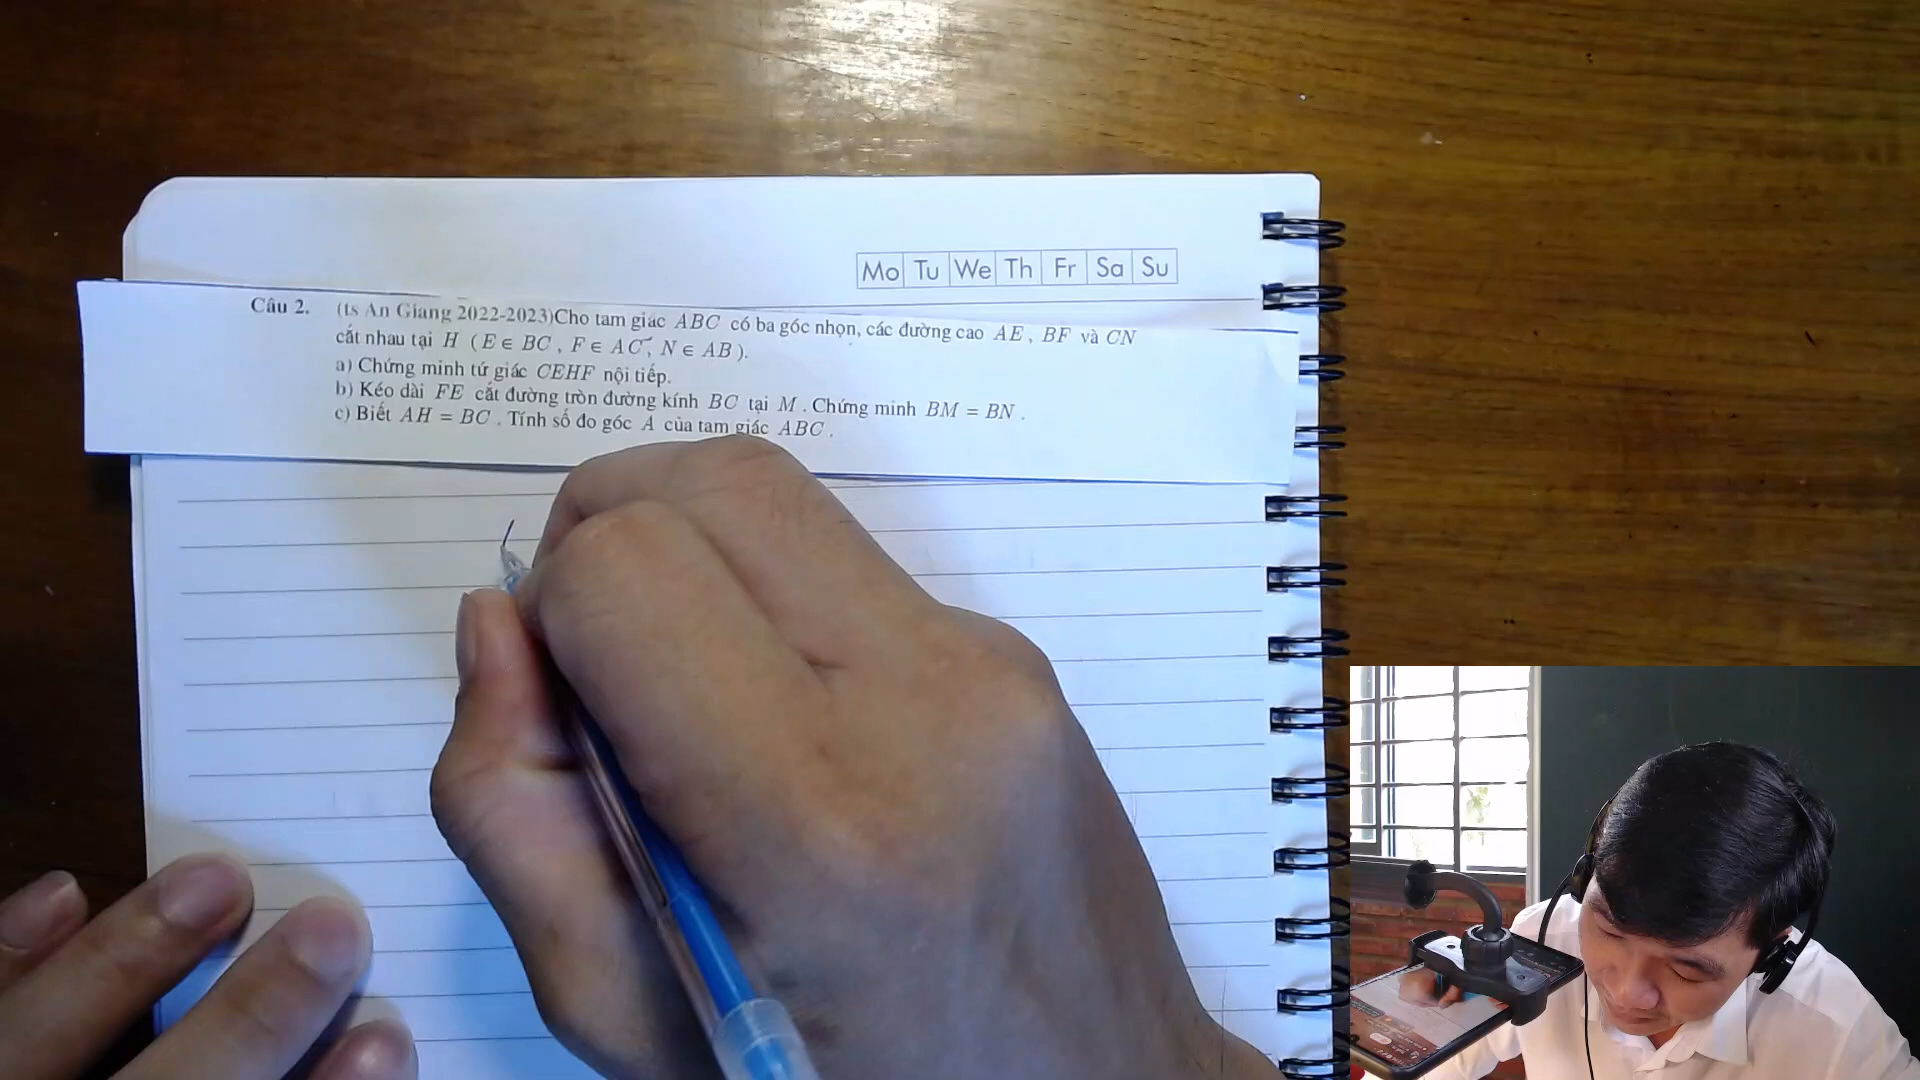 Mo Tu We Th Fr Sa Su
Câu 2. (ts An Giang 2022-2023)Cho tam giác ABC có ba góc nhọn, các đường cao AE , BF và CN
cắt nhau tại H ( E ∈ BC , F ∈ AC , N ∈ AB ).
a) Chứng minh tứ giác CEHF nội tiếp.
b) Kéo dài FE cắt đường tròn đường kính BC tại M . Chứng minh BM = BN .
c) Biết AH = BC . Tính số đo góc A của tam giác ABC .